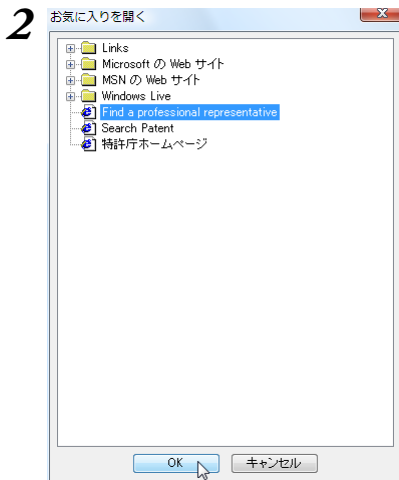 2
お気に入りを開く
Links
Microsoft の Web サイト
MSN の Web サイト
Windows Live
Find a professional representative
Search Patent
特許庁ホームページ
OK
キャンセル